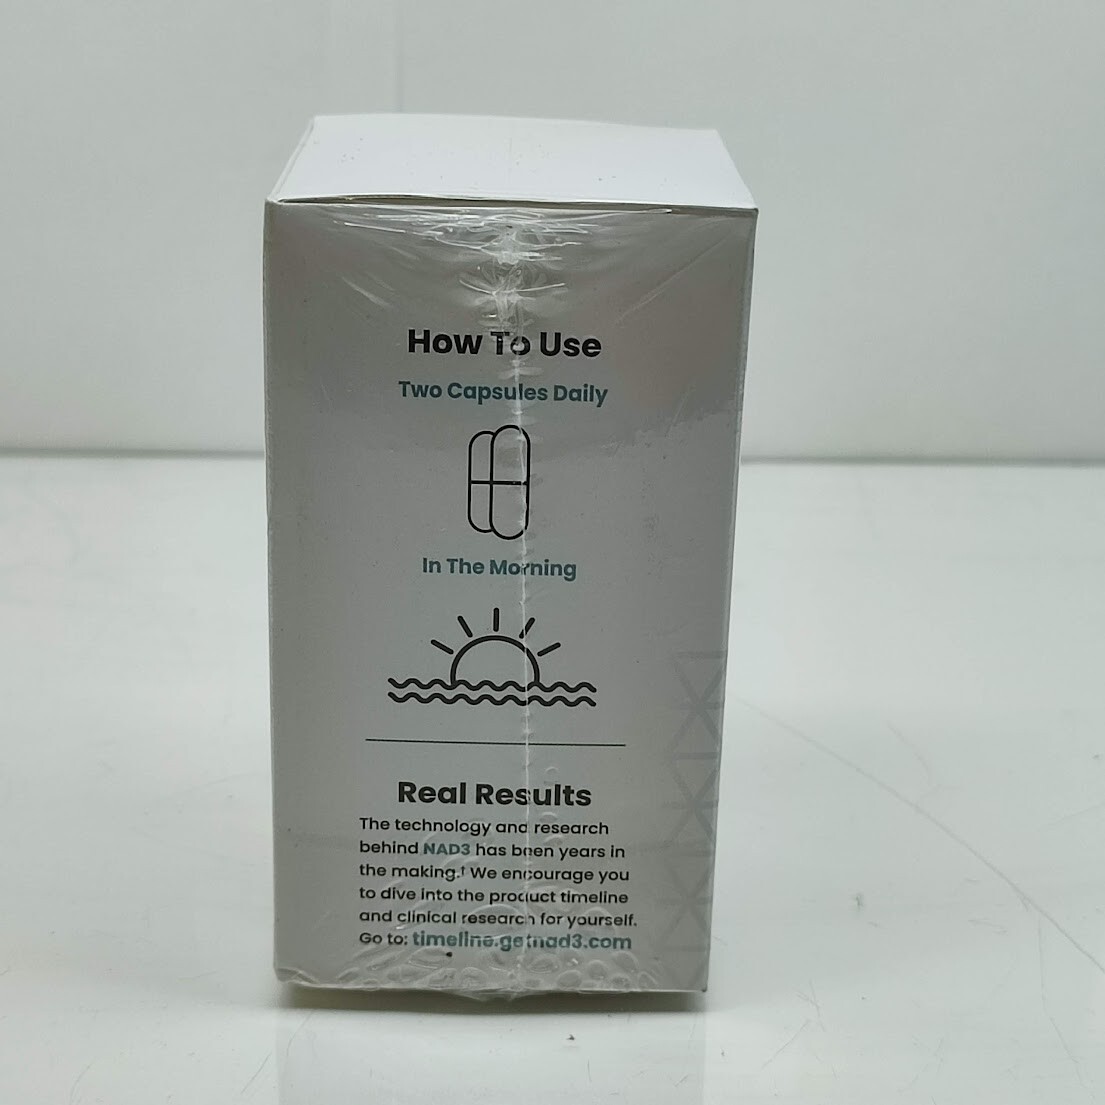 How To Use
Two Capsules Daily
In The Morning
Real Results
The technology and research
behind NAD3 has been years in
the making.† We encourage you
to dive into the product timeline
and clinical research for yourself.
Go to: timeline.getnad3.com